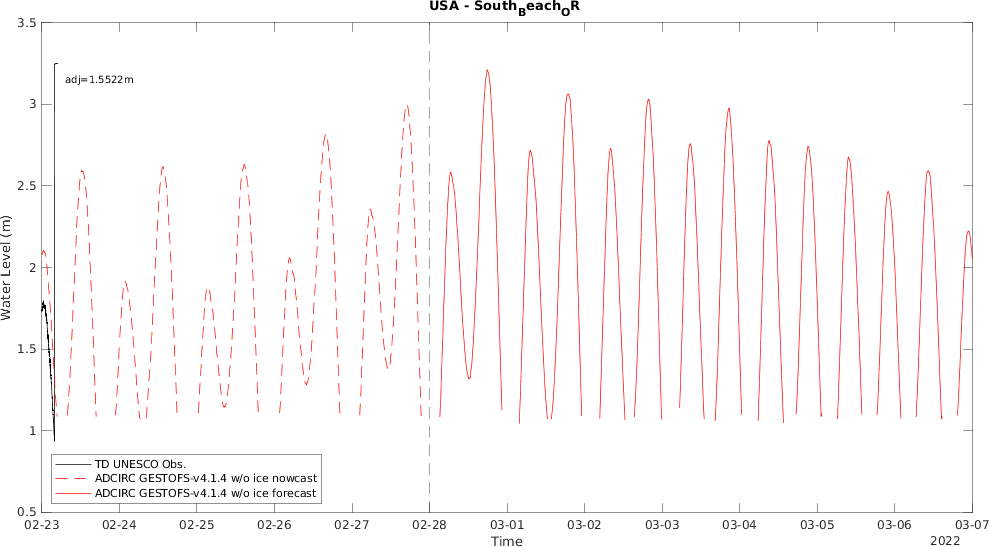 USA - South_Beach_OR
3.5
3
2.5
2
1.5
1
0.5
Water Level (m)
adj=1.5522m
TD UNESCO Obs.
ADCIRC GESTOFS-v4.1.4 w/o ice nowcast
ADCIRC GESTOFS-v4.1.4 w/o ice forecast
02-23 02-24 02-25 02-26 02-27 02-28 03-01 03-02 03-03 03-04 03-05 03-06 03-07
Time
2022